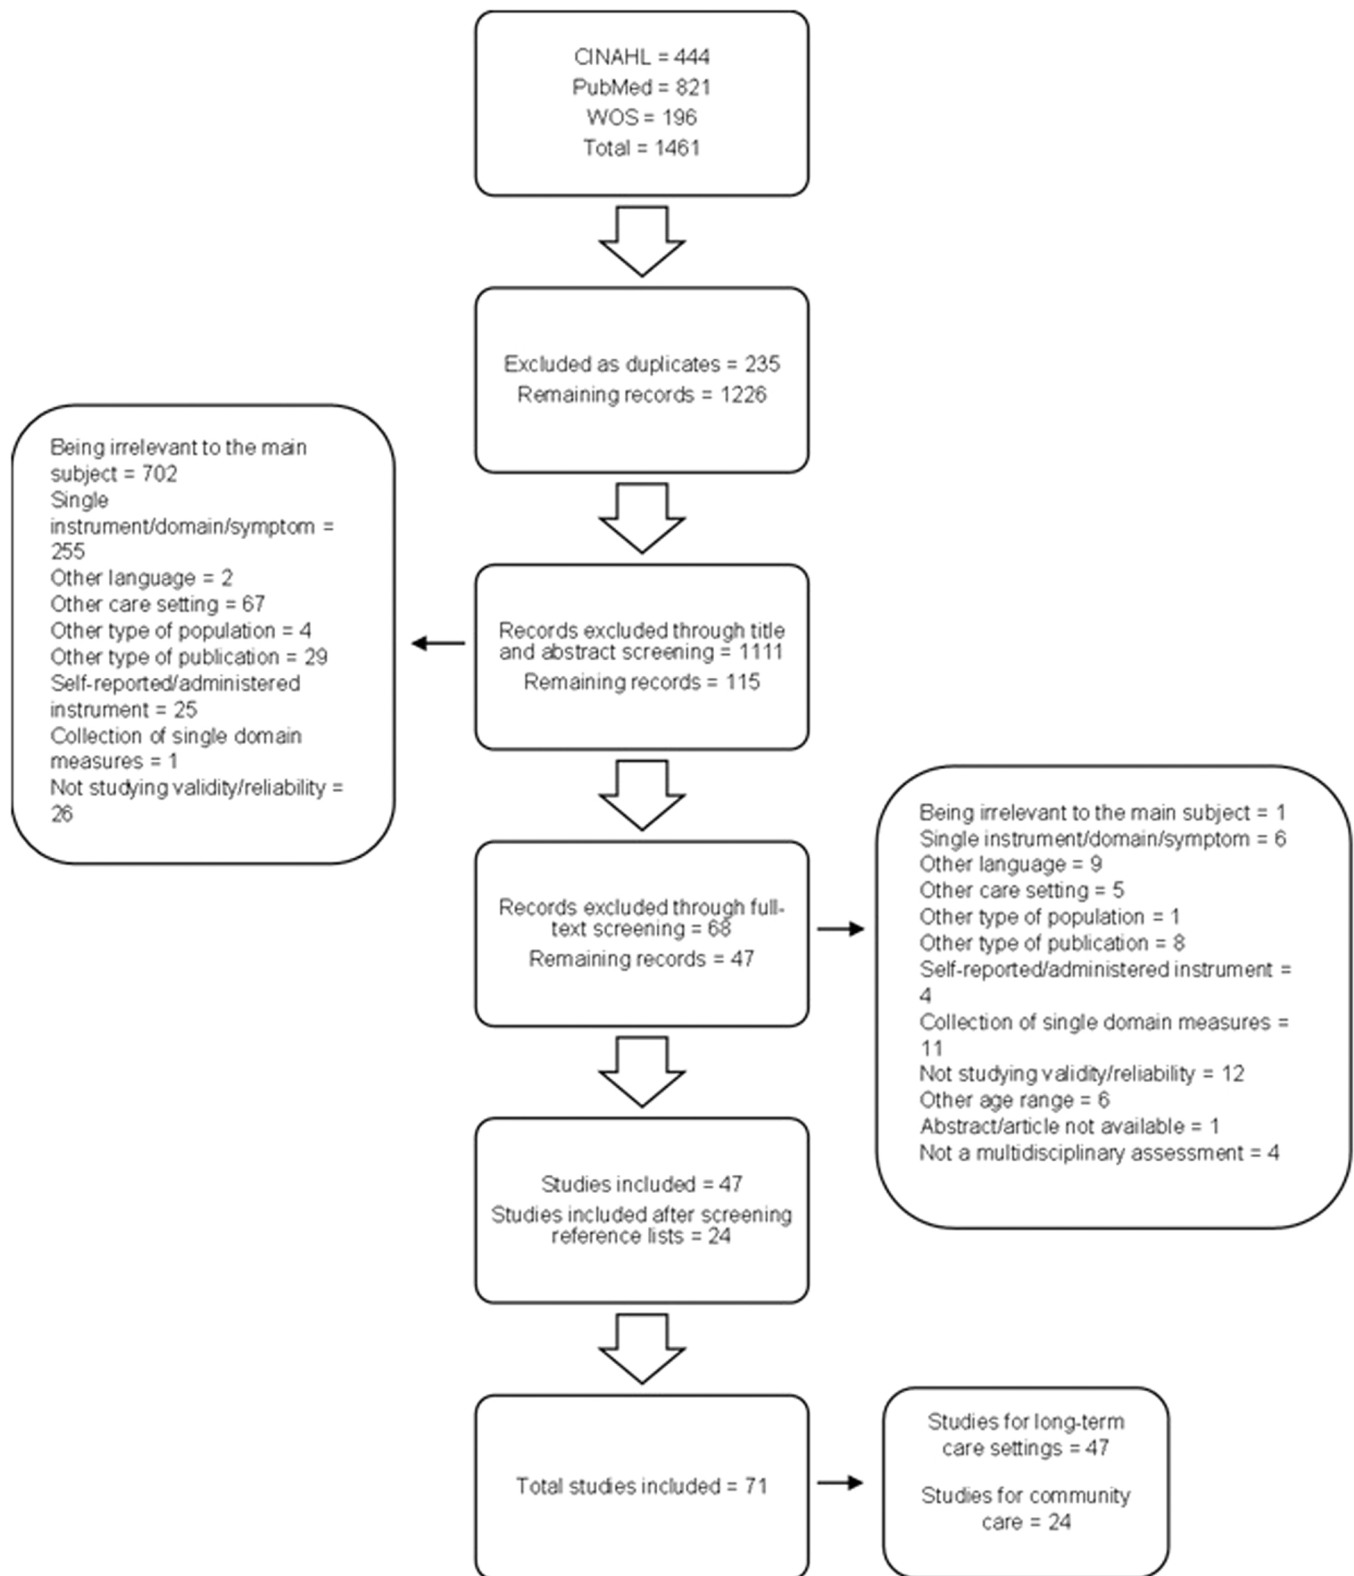 CINAHL = 444
PubMed = 821
WOS = 196
Total = 1461
Excluded as duplicates = 235
Remaining records = 1226
Records excluded through title
and abstract screening = 1111
Remaining records = 115
Being irrelevant to the main
subject = 702
Single
instrument/domain/symptom =
255
Other language = 2
Other care setting = 67
Other type of population = 4
Other type of publication = 29
Self-reported/administered
instrument = 25
Collection of single domain
measures = 1
Not studying validity/reliability =
26
Records excluded through full-
text screening = 68
Remaining records = 47
Being irrelevant to the main subject = 1
Single instrument/domain/symptom = 6
Other language = 9
Other care setting = 5
Other type of population = 1
Other type of publication = 8
Self-reported/administered instrument =
4
Collection of single domain measures =
11
Not studying validity/reliability = 12
Other age range = 6
Abstract/article not available = 1
Not a multidisciplinary assessment = 4
Studies included = 47
Studies included after screening
reference lists = 24
Total studies included = 71
Studies for long-term
care settings = 47
Studies for community
care = 24